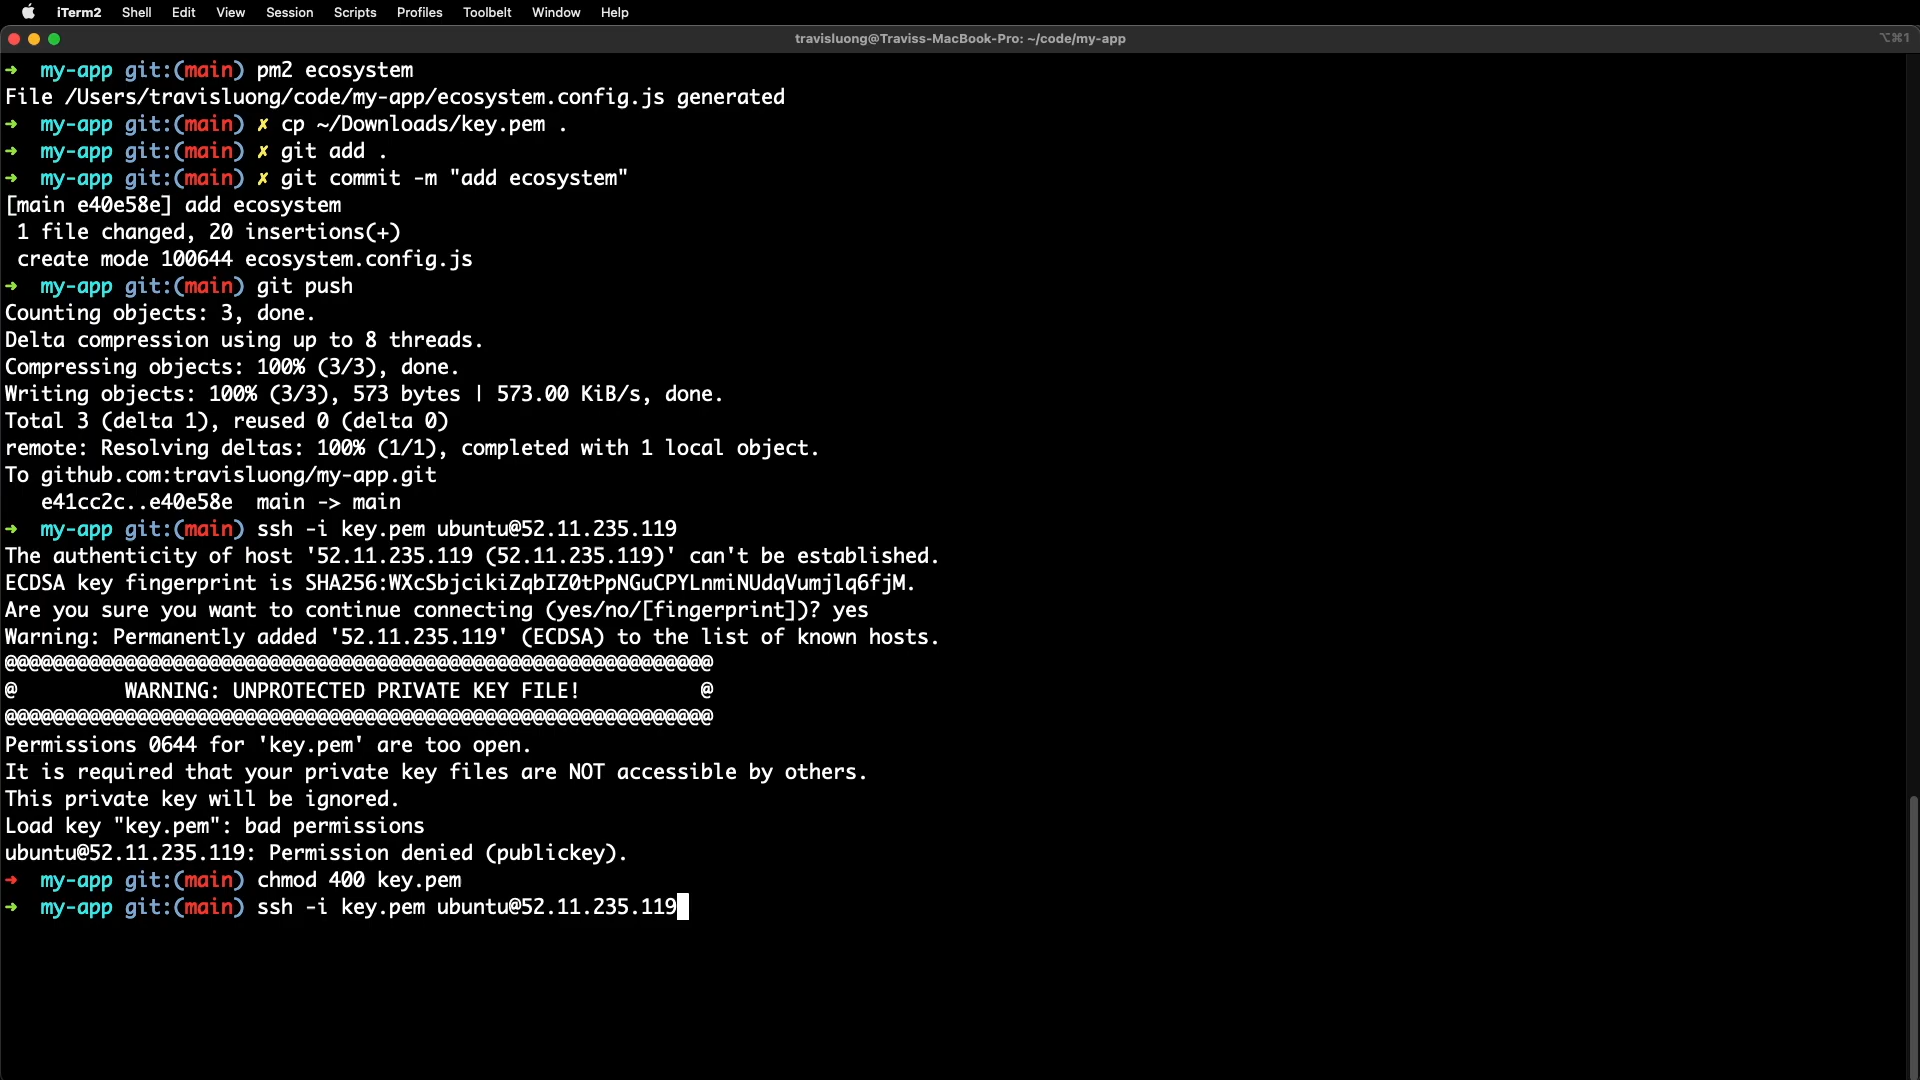 iTerm2 Shell Edit View Session Scripts Profiles Toolbelt Window Help
travisluong@Traviss-MacBook-Pro: ~/code/my-app ⌥⌘1
➜ my-app git:(main) pm2 ecosystem
File /Users/travisluong/code/my-app/ecosystem.config.js generated
➜ my-app git:(main) ✗ cp ~/Downloads/key.pem .
➜ my-app git:(main) ✗ git add .
➜ my-app git:(main) ✗ git commit -m "add ecosystem"
[main e40e58e] add ecosystem
 1 file changed, 20 insertions(+)
 create mode 100644 ecosystem.config.js
➜ my-app git:(main) git push
Counting objects: 3, done.
Delta compression using up to 8 threads.
Compressing objects: 100% (3/3), done.
Writing objects: 100% (3/3), 573 bytes | 573.00 KiB/s, done.
Total 3 (delta 1), reused 0 (delta 0)
remote: Resolving deltas: 100% (1/1), completed with 1 local object.
To github.com:travisluong/my-app.git
   e41cc2c..e40e58e  main -> main
➜ my-app git:(main) ssh -i key.pem ubuntu@52.11.235.119
The authenticity of host '52.11.235.119 (52.11.235.119)' can't be established.
ECDSA key fingerprint is SHA256:WXcSbjcikiZqbIZ0tPpNGuCPYLnmiNUdqVumjlq6fjM.
Are you sure you want to continue connecting (yes/no/[fingerprint])? yes
Warning: Permanently added '52.11.235.119' (ECDSA) to the list of known hosts.
@@@@@@@@@@@@@@@@@@@@@@@@@@@@@@@@@@@@@@@@@@@@@@@@@@@@@@@@@@@
@         WARNING: UNPROTECTED PRIVATE KEY FILE!          @
@@@@@@@@@@@@@@@@@@@@@@@@@@@@@@@@@@@@@@@@@@@@@@@@@@@@@@@@@@@
Permissions 0644 for 'key.pem' are too open.
It is required that your private key files are NOT accessible by others.
This private key will be ignored.
Load key "key.pem": bad permissions
ubuntu@52.11.235.119: Permission denied (publickey).
➜ my-app git:(main) chmod 400 key.pem
➜ my-app git:(main) ssh -i key.pem ubuntu@52.11.235.119